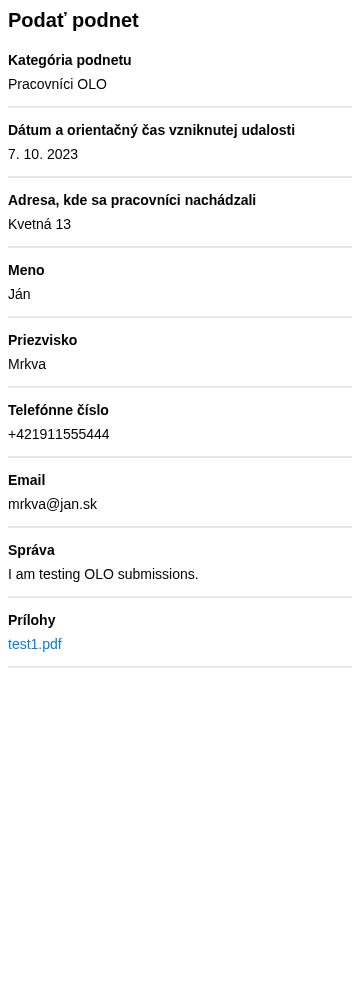 Podať podnet
Kategória podnetu
Pracovníci OLO
Dátum a orientačný čas vzniknutej udalosti
7. 10. 2023
Adresa, kde sa pracovníci nachádzali
Kvetná 13
Meno
Ján
Priezvisko
Mrkva
Telefónne číslo
+421911555444
Email
mrkva@jan.sk
Správa
I am testing OLO submissions.
Prílohy
test1.pdf